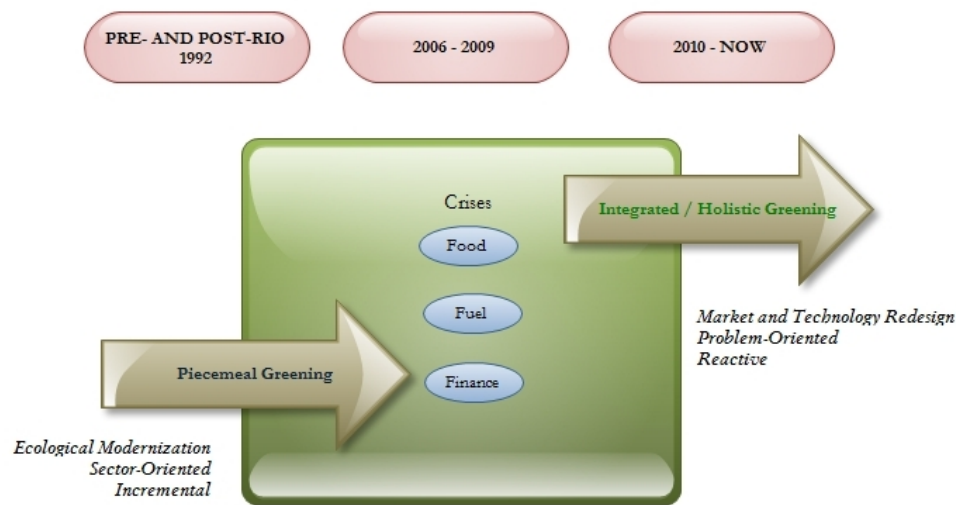 PRE- AND POST-RIO
1992
2006 - 2009
2010 - NOW
Crises
Food
Fuel
Finance
Integrated / Holistic Greening
Market and Technology Redesign
Problem-Oriented
Reactive
Piecemeal Greening
Ecological Modernization
Sector-Oriented
Incremental